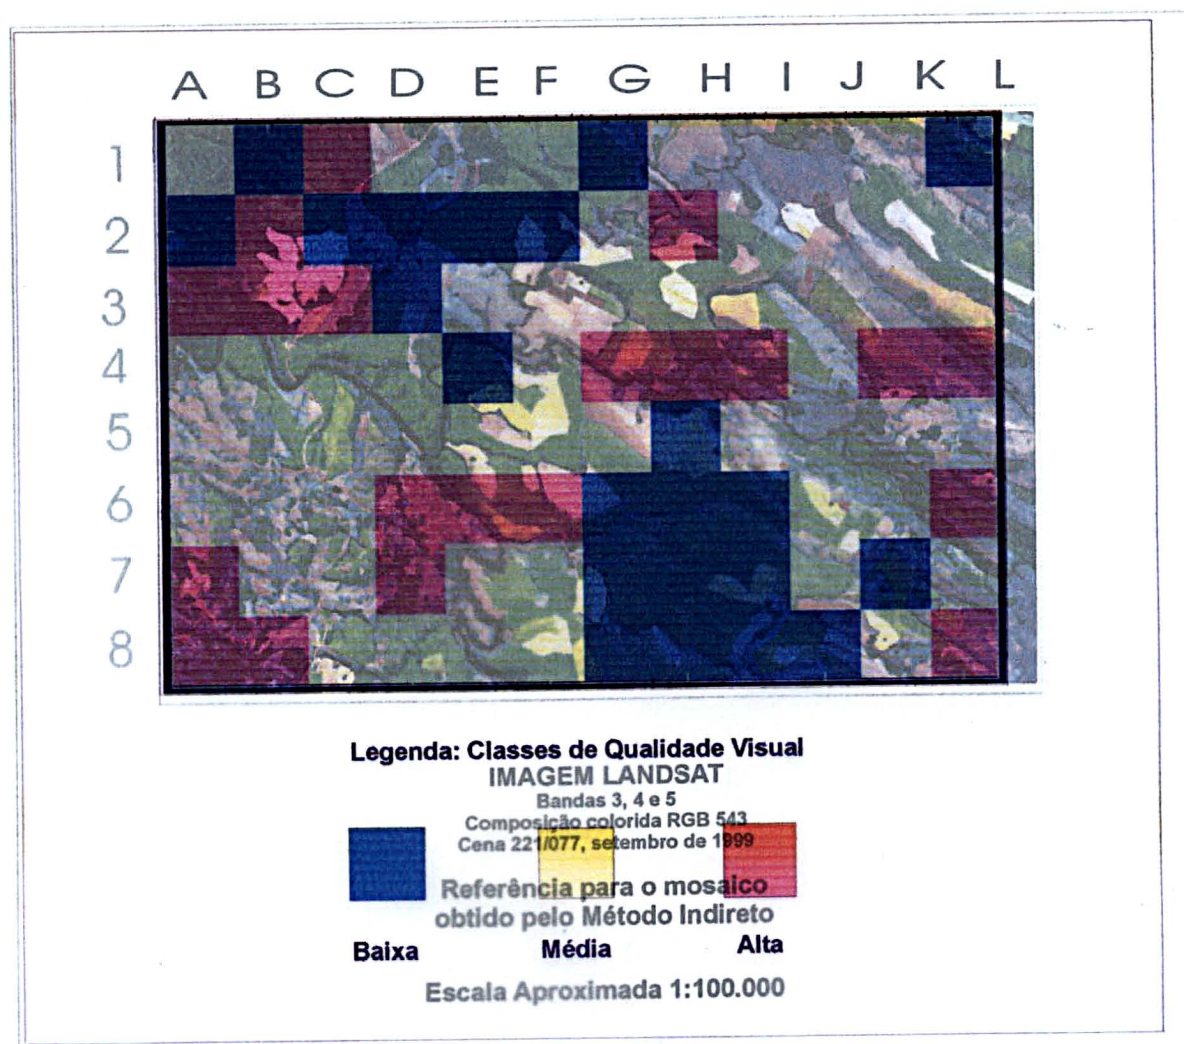 A B C D E F G H I J K L
1
2
3
4
5
6
7
8
Legenda: Classes de Qualidade Visual
IMAGEM LANDSAT
Bandas 3, 4 e 5
Composição colorida RGB 543
Cena 221/077, setembro de 1999
Referência para o mosaico
obtido pelo Método Indireto
Baixa Média Alta
Escala Aproximada 1:100.000